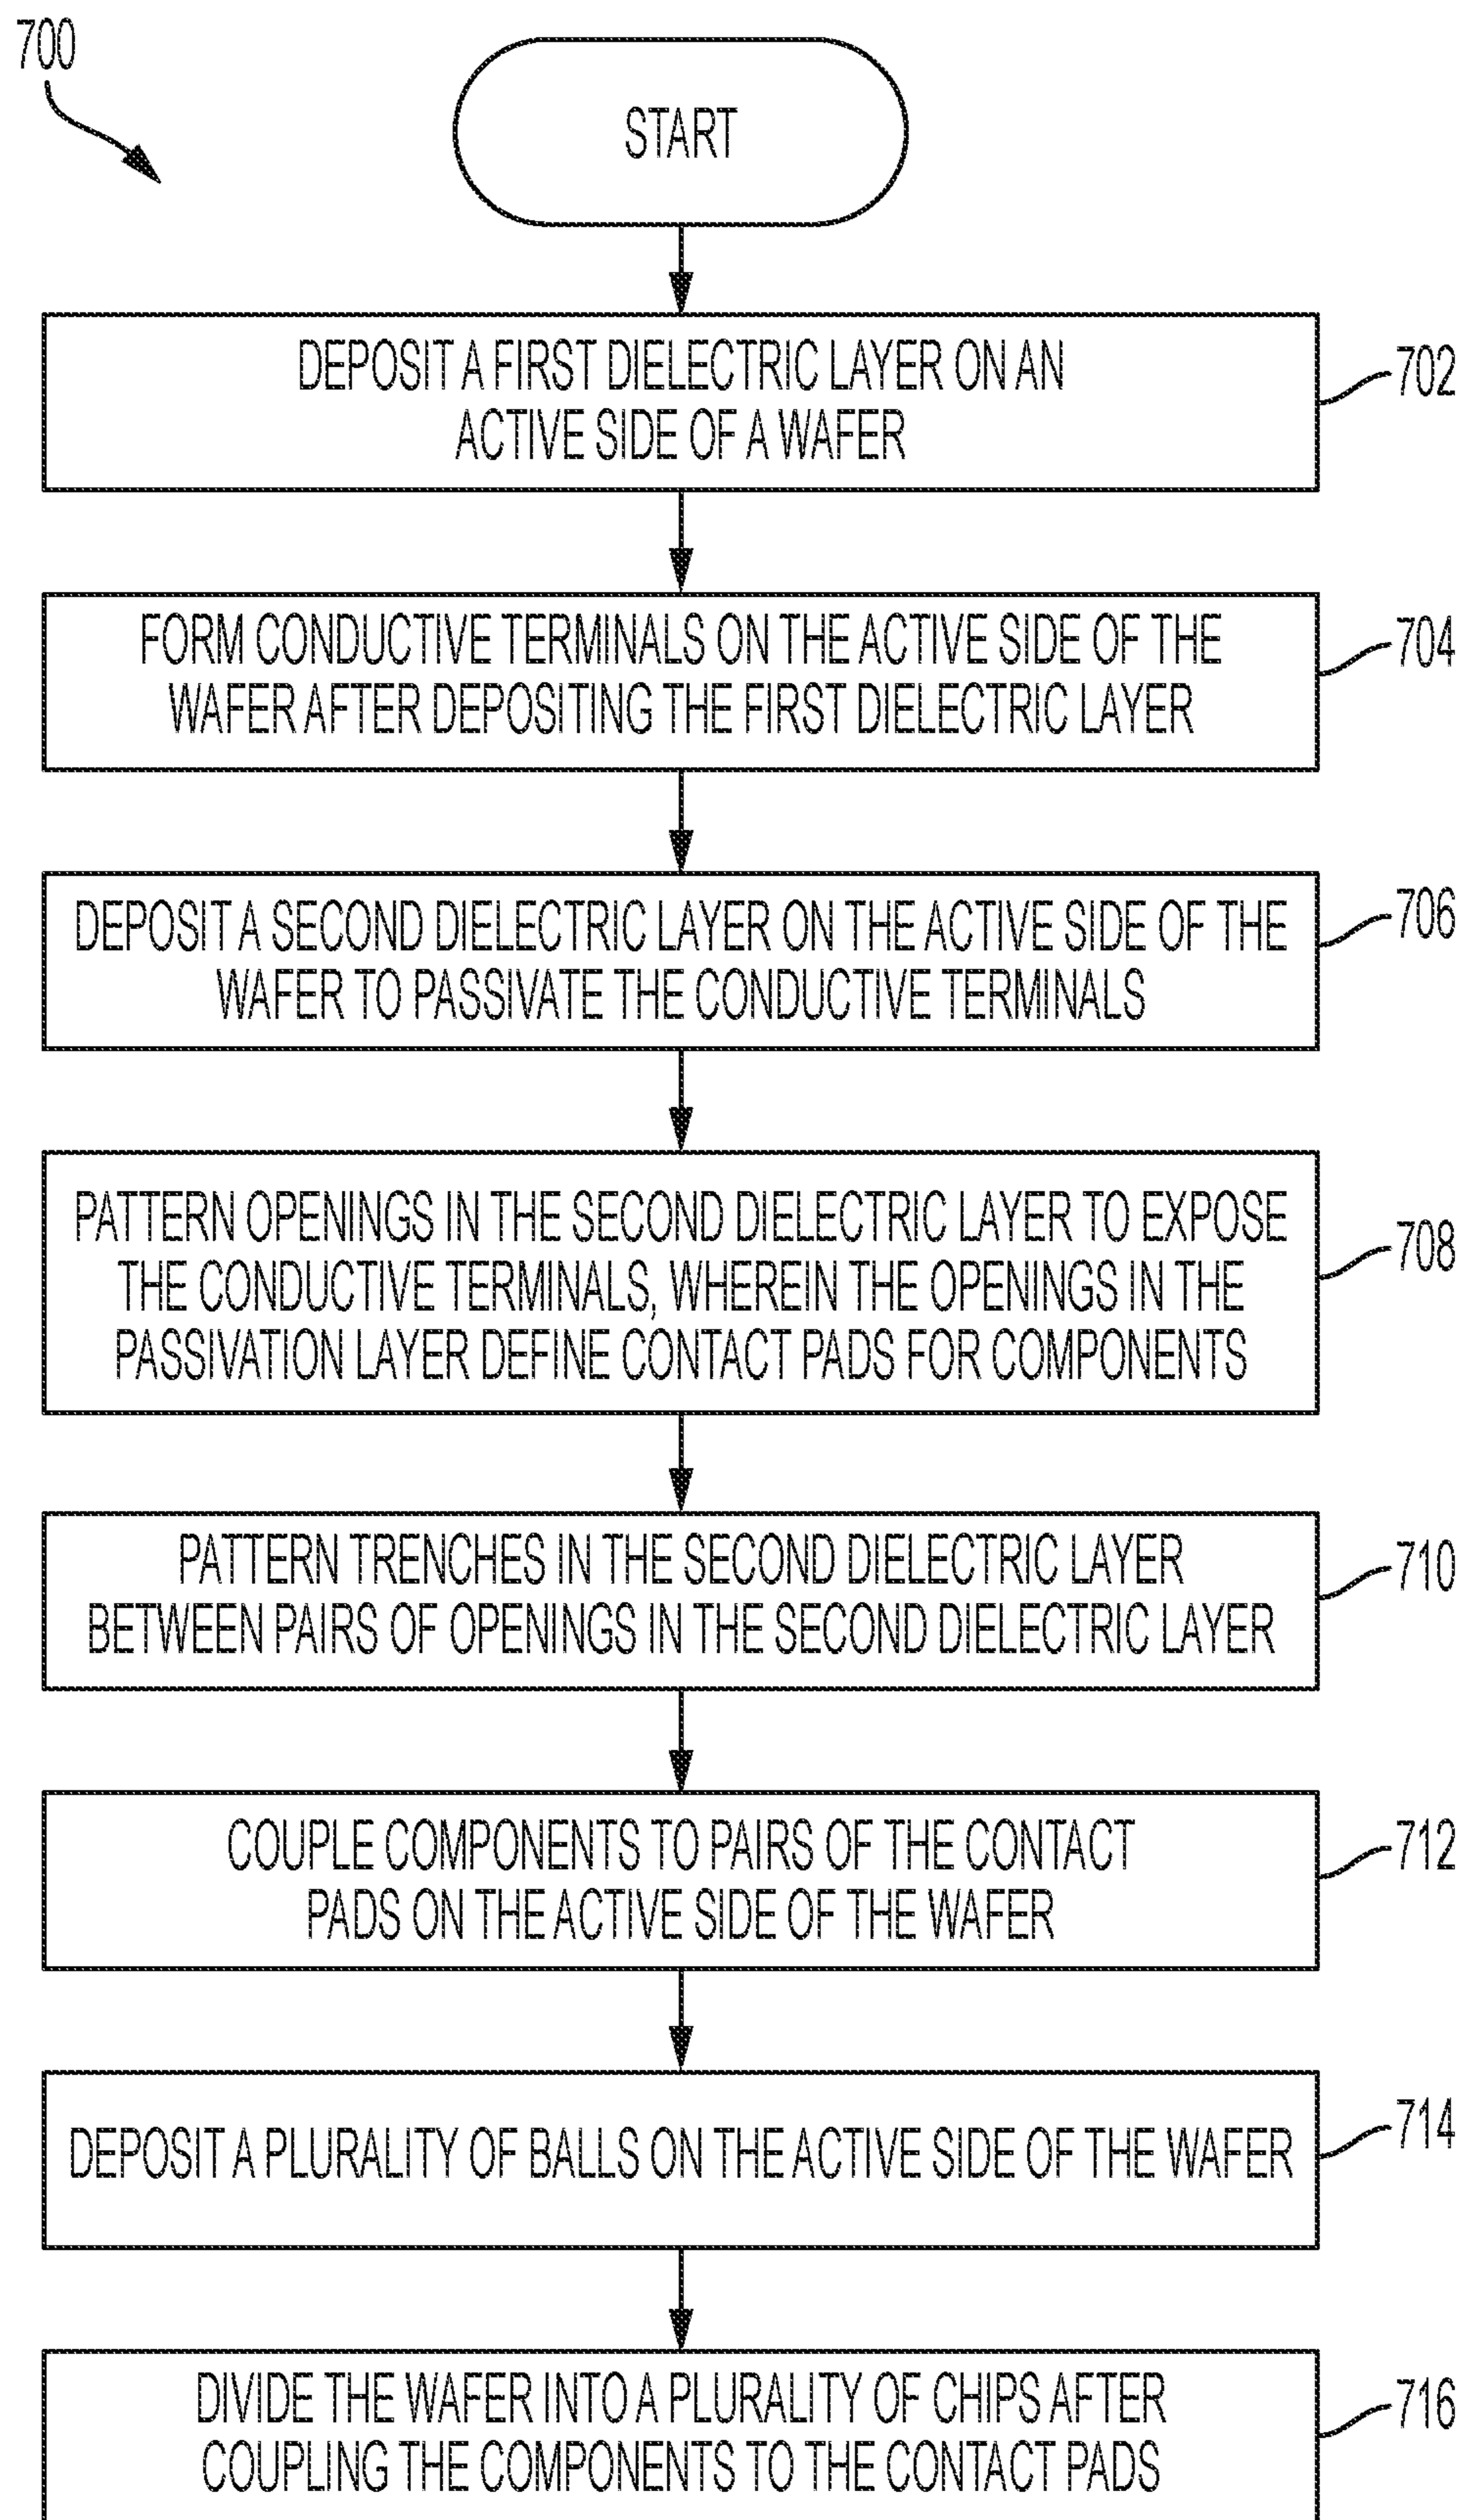 700
START
DEPOSIT A FIRST DIELECTRIC LAYER ON AN
ACTIVE SIDE OF A WAFER
702
FORM CONDUCTIVE TERMINALS ON THE ACTIVE SIDE OF THE
WAFER AFTER DEPOSITING THE FIRST DIELECTRIC LAYER
704
DEPOSIT A SECOND DIELECTRIC LAYER ON THE ACTIVE SIDE OF THE
WAFER TO PASSIVATE THE CONDUCTIVE TERMINALS
706
PATTERN OPENINGS IN THE SECOND DIELECTRIC LAYER TO EXPOSE
THE CONDUCTIVE TERMINALS, WHEREIN THE OPENINGS IN THE
PASSIVATION LAYER DEFINE CONTACT PADS FOR COMPONENTS
708
PATTERN TRENCHES IN THE SECOND DIELECTRIC LAYER
BETWEEN PAIRS OF OPENINGS IN THE SECOND DIELECTRIC LAYER
710
COUPLE COMPONENTS TO PAIRS OF THE CONTACT
PADS ON THE ACTIVE SIDE OF THE WAFER
712
DEPOSIT A PLURALITY OF BALLS ON THE ACTIVE SIDE OF THE WAFER
714
DIVIDE THE WAFER INTO A PLURALITY OF CHIPS AFTER
COUPLING THE COMPONENTS TO THE CONTACT PADS
716